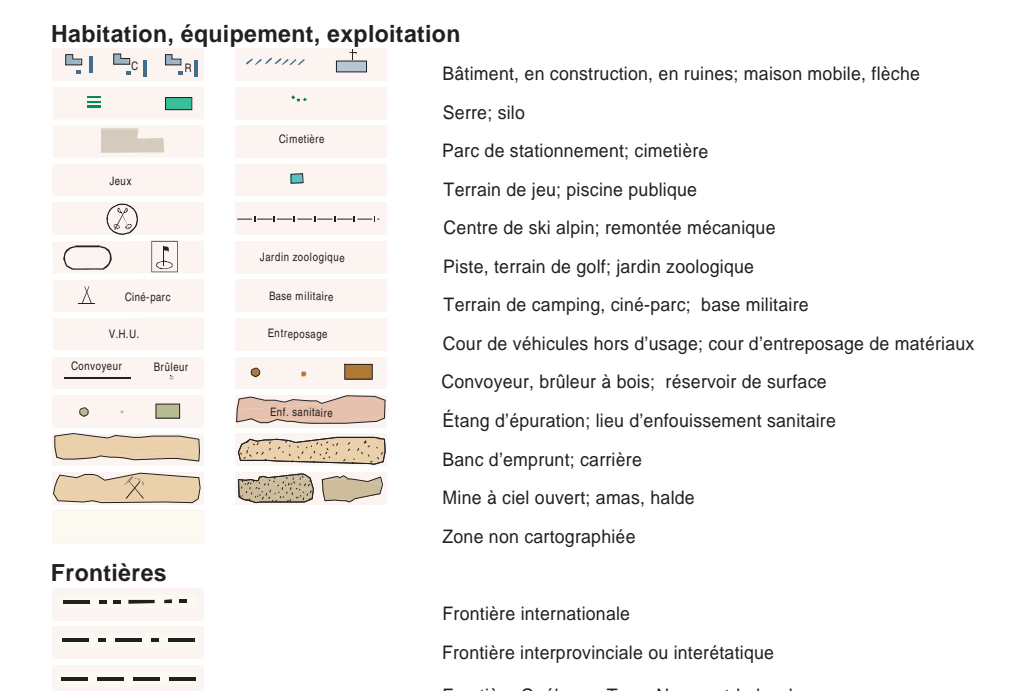 Habitation, équipement, exploitation
C R Bâtiment, en construction, en ruines; maison mobile, flèche
Serre; silo
Cimetière Parc de stationnement; cimetière
Jeux Terrain de jeu; piscine publique
Centre de ski alpin; remontée mécanique
Jardin zoologique Piste, terrain de golf; jardin zoologique
Ciné-parc Base militaire Terrain de camping, ciné-parc; base militaire
V.H.U. Entreposage Cour de véhicules hors d'usage; cour d'entreposage de matériaux
Convoyeur Brûleur Convoyeur, brûleur à bois; réservoir de surface
Enf. sanitaire Étang d'épuration; lieu d'enfouissement sanitaire
Banc d'emprunt; carrière
Mine à ciel ouvert; amas, halde
Zone non cartographiée
Frontières
Frontière internationale
Frontière interprovinciale ou interétatique